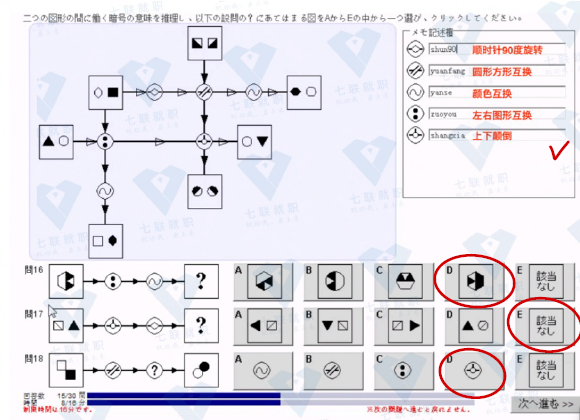 二つの図形の間に働く暗号の意味を推理し、以下の設問の？にあてはまる図をAからEの中から一つ選び、クリックしてください。
メモ記述欄
shun90 顺时针90度旋转
yuanfang 圆形方形互换
yanse 颜色互换
zuoyou 左右图形互换
shangxia 上下颠倒
七联就职
問16 ? A B C D E 該当なし
問17 ? A B C D E 該当なし
問18 ? A B C D E 該当なし
回答数 15/30 問
時間 8/16 分
制限時間は16分です。
※次の問題へ進むと戻れません。
次へ進む >>